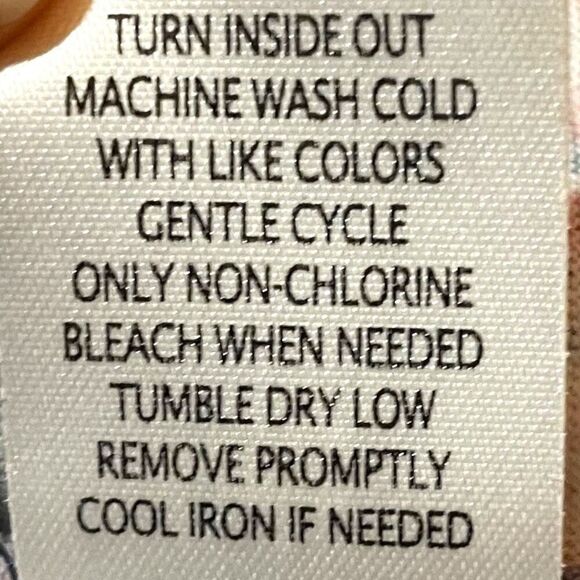 TURN INSIDE OUT
MACHINE WASH COLD
WITH LIKE COLORS
GENTLE CYCLE
ONLY NON-CHLORINE
BLEACH WHEN NEEDED
TUMBLE DRY LOW
REMOVE PROMPTLY
COOL IRON IF NEEDED